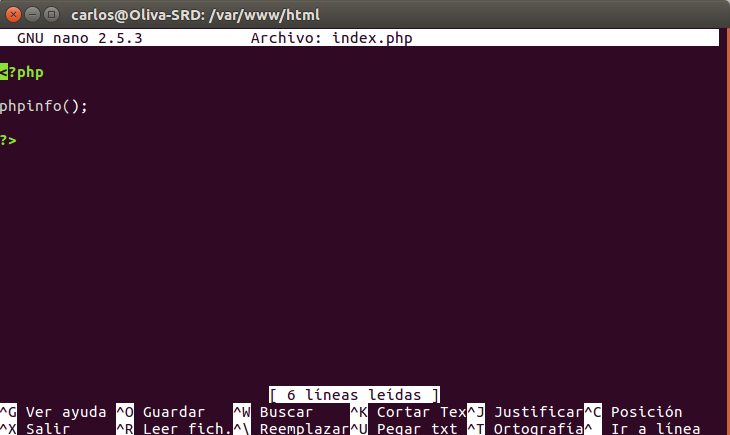 carlos@Oliva-SRD: /var/www/html
GNU nano 2.5.3 Archivo: index.php
<?php
phpinfo();
?>
[ 6 líneas leídas ]
^G Ver ayuda ^O Guardar ^W Buscar ^K Cortar Tex ^J Justificar ^C Posición
^X Salir ^R Leer fich. ^\ Reemplazar ^U Pegar txt ^T Ortografía ^ Ir a línea